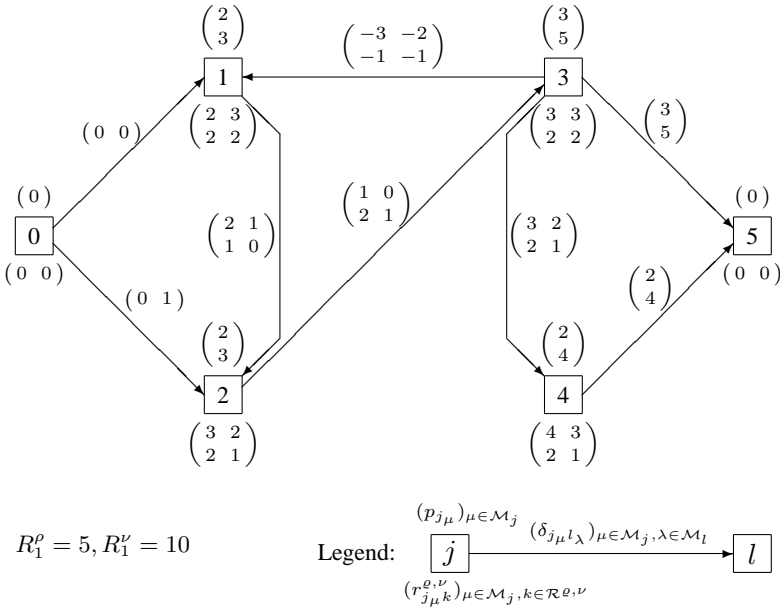 ( 2 3 )
( -3 -2 -1 -1 )
( 3 5 )
1
3
( 2 3 2 2 )
( 3 3 2 2 )
( 3 5 )
( 0 0 )
( 0 )
0
( 0 0 )
( 2 1 1 0 )
( 1 0 2 1 )
( 3 2 2 1 )
( 0 )
5
( 0 0 )
( 0 1 )
( 2 4 )
( 2 3 )
( 2 4 )
2
4
( 3 2 2 1 )
( 4 3 2 1 )
R_1^ρ = 5, R_1^ν = 10
Legend:
(p_{j_μ})_{μ∈M_j}
j
(δ_{j_μ l_λ})_{μ∈M_j, λ∈M_l}
l
(r_{j_μ k}^{ϱ,ν})_{μ∈M_j, k∈R^{ϱ,ν}}